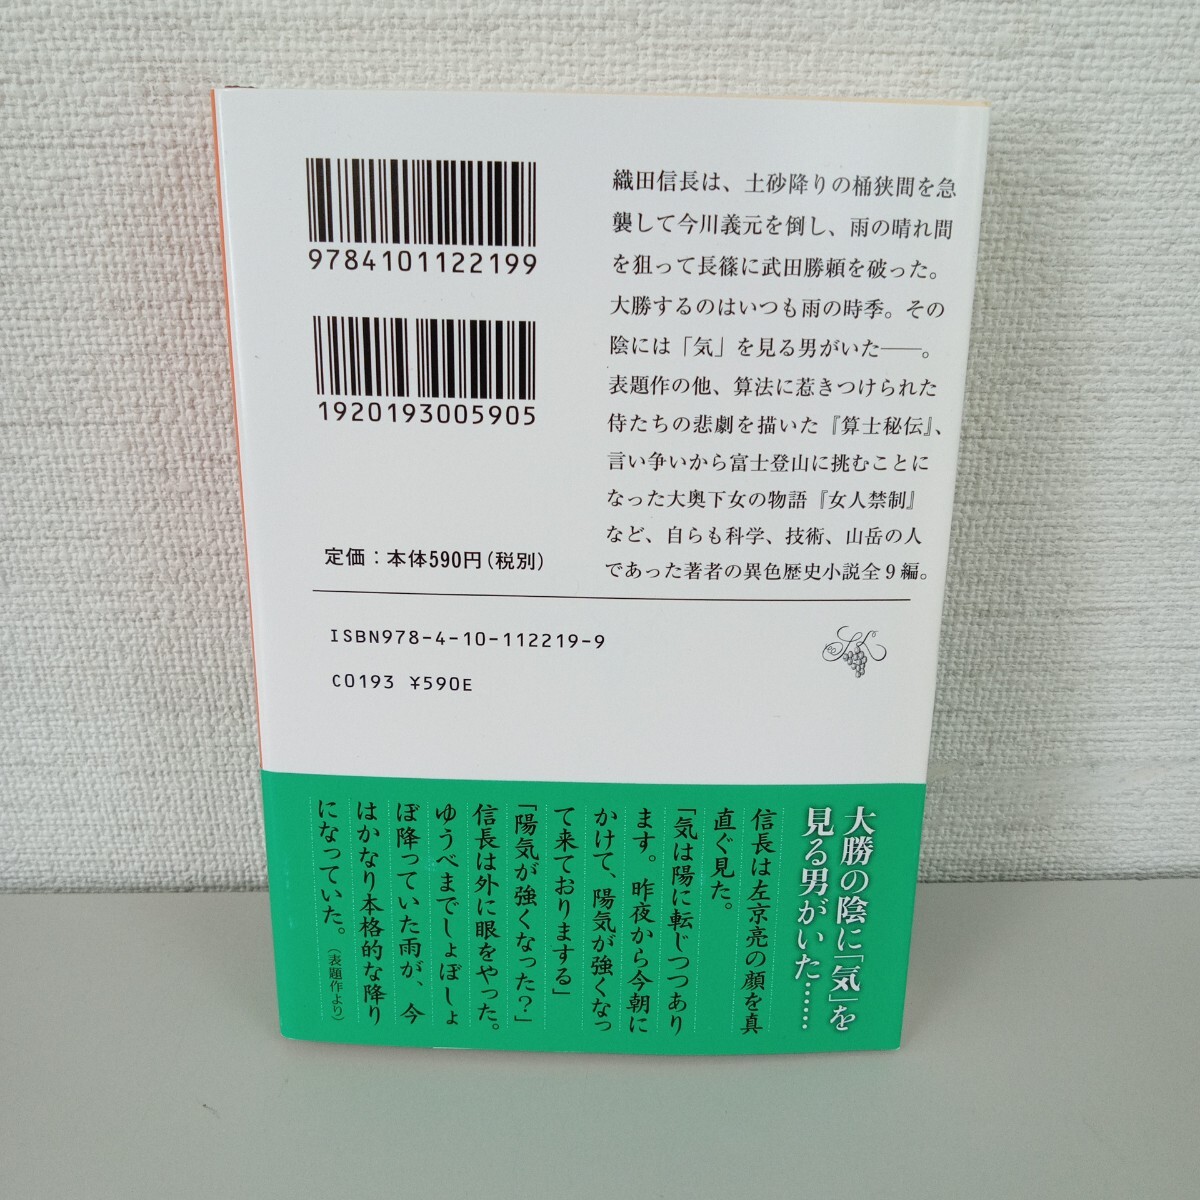 9784101122199
1920193005905
定価：本体590円（税別）
織田信長は、土砂降りの桶狭間を急
襲して今川義元を倒し、雨の晴れ間
を狙って長篠に武田勝頼を破った。
大勝するのはいつも雨の時季。その
陰には「気」を見る男がいた──。
表題作の他、算法に惹きつけられた
侍たちの悲劇を描いた『算士秘伝』、
言い争いから富士登山に挑むことに
なった大奥下女の物語『女人禁制』
など、自らも科学、技術、山岳の人
であった著者の異色歴史小説全9編。
ISBN978-4-10-112219-9
C0193 ¥590E
大勝の陰に「気」を
見る男がいた……
信長は左京亮の顔を真
直ぐ見た。
「気は陽に転じつつあり
ます。昨夜から今朝に
かけて、陽気が強くなっ
て来ておりまする」
「陽気が強くなった？」
信長は外に眼をやった。
ゆうべまでしょぼしょ
ぼ降っていた雨が、今
はかなり本格的な降り
になっていた。（表題作より）